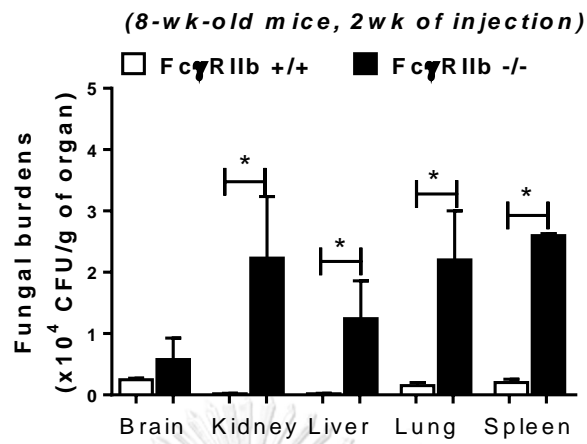 (8-wk-old mice, 2wk of injection)
FcγRIIb +/+ FcγRIIb -/-
Fungal burdens
(x10⁴ CFU/g of organ)
5
4
3
2
1
0
* * * *
Brain Kidney Liver Lung Spleen